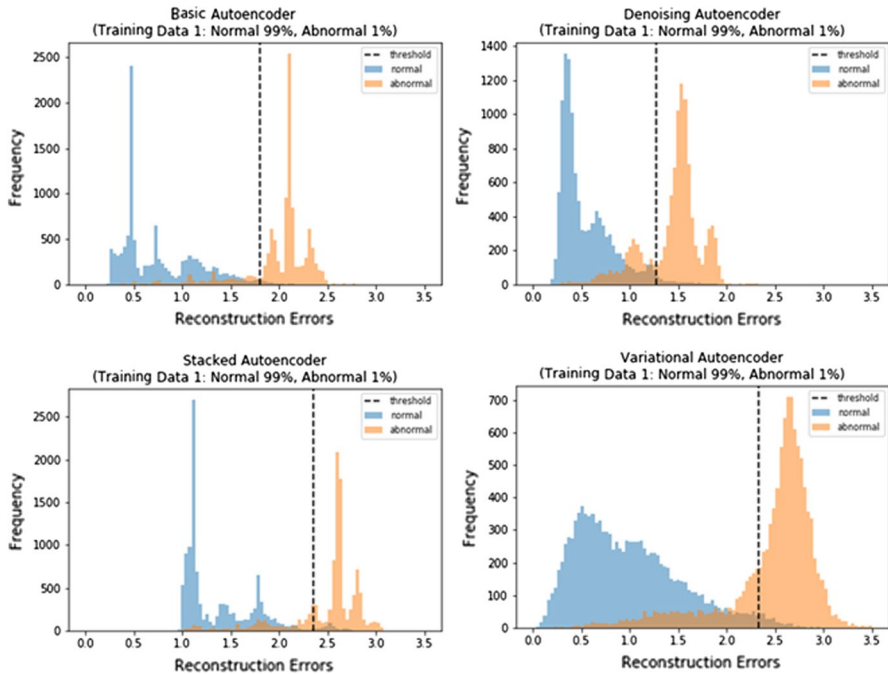 Basic Autoencoder
(Training Data 1: Normal 99%, Abnormal 1%)
Frequency
2500
2000
1500
1000
500
0
0.0 0.5 1.0 1.5 2.0 2.5 3.0 3.5
Reconstruction Errors
threshold
normal
abnormal
Denoising Autoencoder
(Training Data 1: Normal 99%, Abnormal 1%)
Frequency
1400
1200
1000
800
600
400
200
0
0.0 0.5 1.0 1.5 2.0 2.5 3.0 3.5
Reconstruction Errors
threshold
normal
abnormal
Stacked Autoencoder
(Training Data 1: Normal 99%, Abnormal 1%)
Frequency
2500
2000
1500
1000
500
0
0.0 0.5 1.0 1.5 2.0 2.5 3.0 3.5
Reconstruction Errors
threshold
normal
abnormal
Variational Autoencoder
(Training Data 1: Normal 99%, Abnormal 1%)
Frequency
700
600
500
400
300
200
100
0
0.0 0.5 1.0 1.5 2.0 2.5 3.0 3.5
Reconstruction Errors
threshold
normal
abnormal